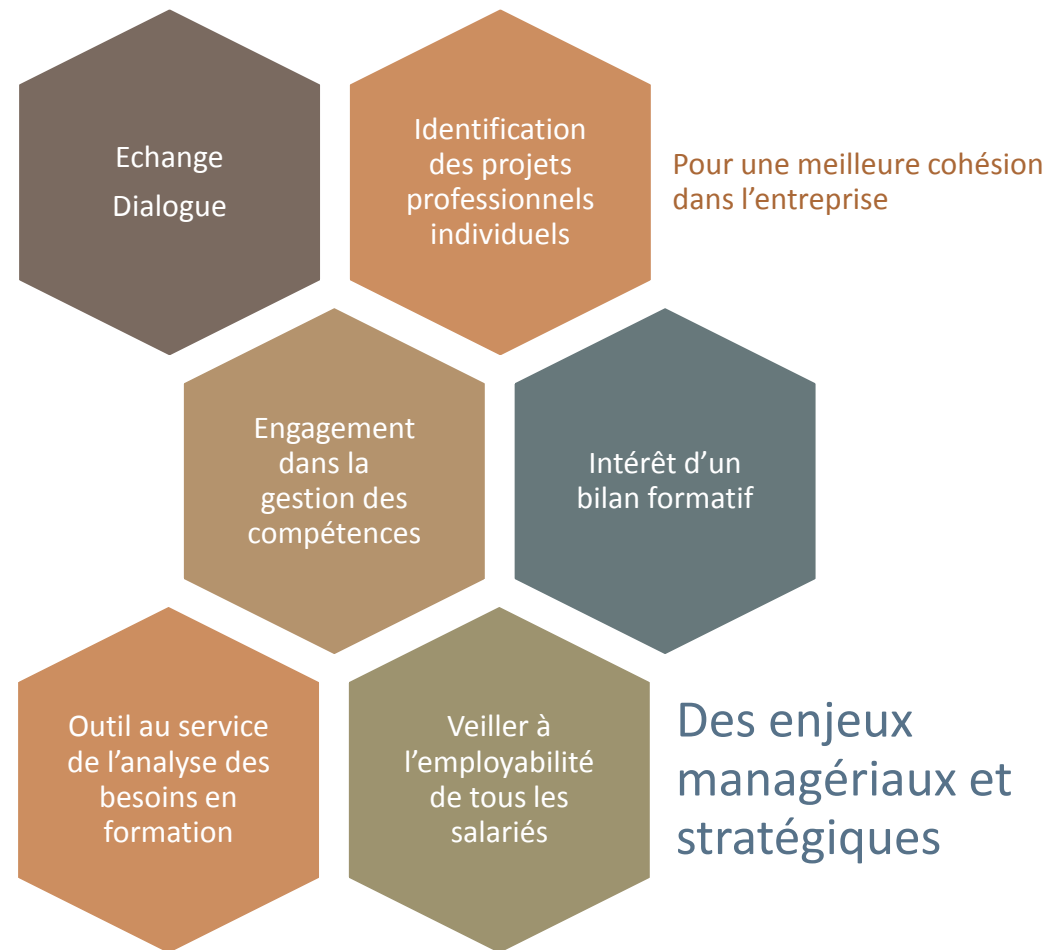 Echange
Dialogue
Identification
des projets
professionnels
individuels
Pour une meilleure cohésion
dans l’entreprise
Engagement
dans la
gestion des
compétences
Intérêt d’un
bilan formatif
Outil au service
de l’analyse des
besoins en
formation
Veiller à
l’employabilité
de tous les
salariés
Des enjeux
managériaux et
stratégiques